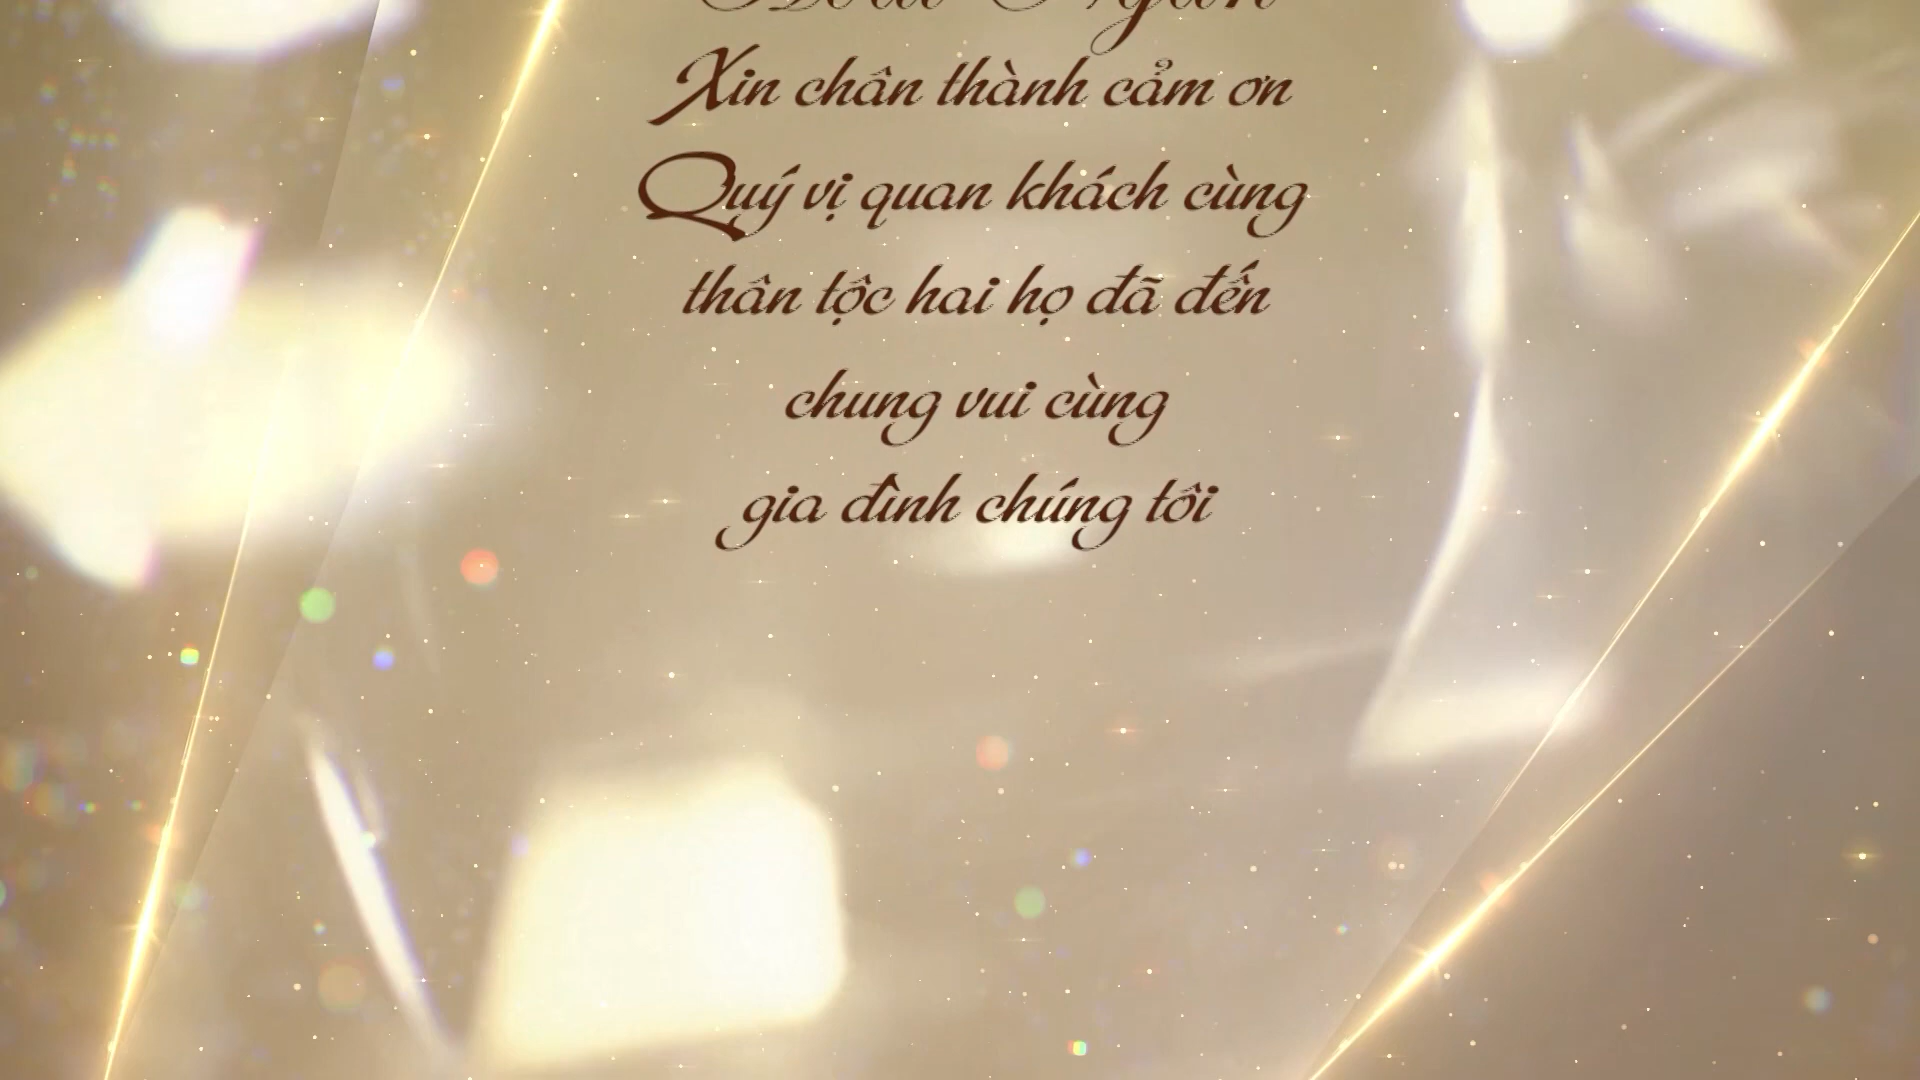 Xin chân thành cảm ơn
Quý vị quan khách cùng
thân tộc hai họ đã đến
chung vui cùng
gia đình chúng tôi